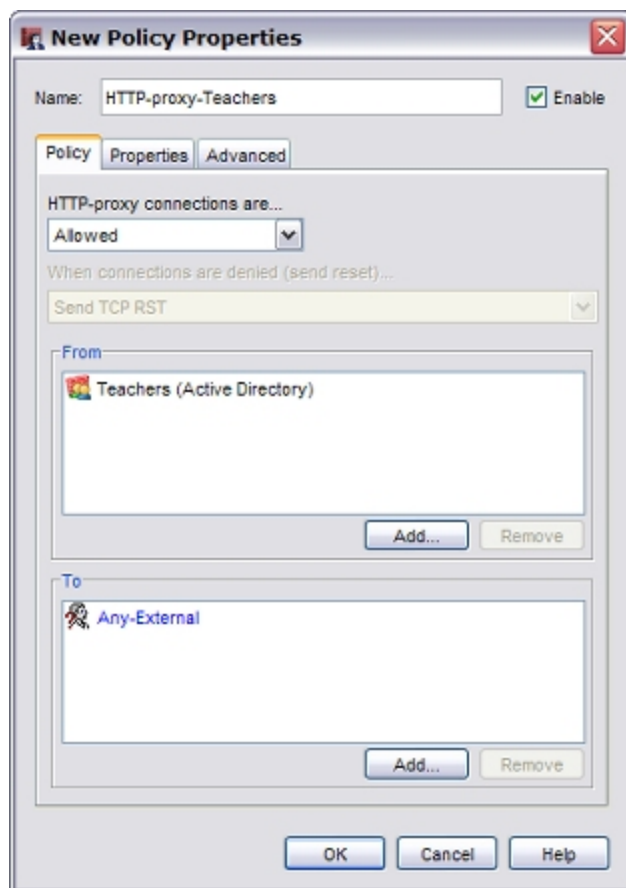 New Policy Properties
Name: HTTP-proxy-Teachers Enable
Policy Properties Advanced
HTTP-proxy connections are...
Allowed
When connections are denied (send reset)...
Send TCP RST
From
Teachers (Active Directory)
Add... Remove
To
Any-External
Add... Remove
OK Cancel Help